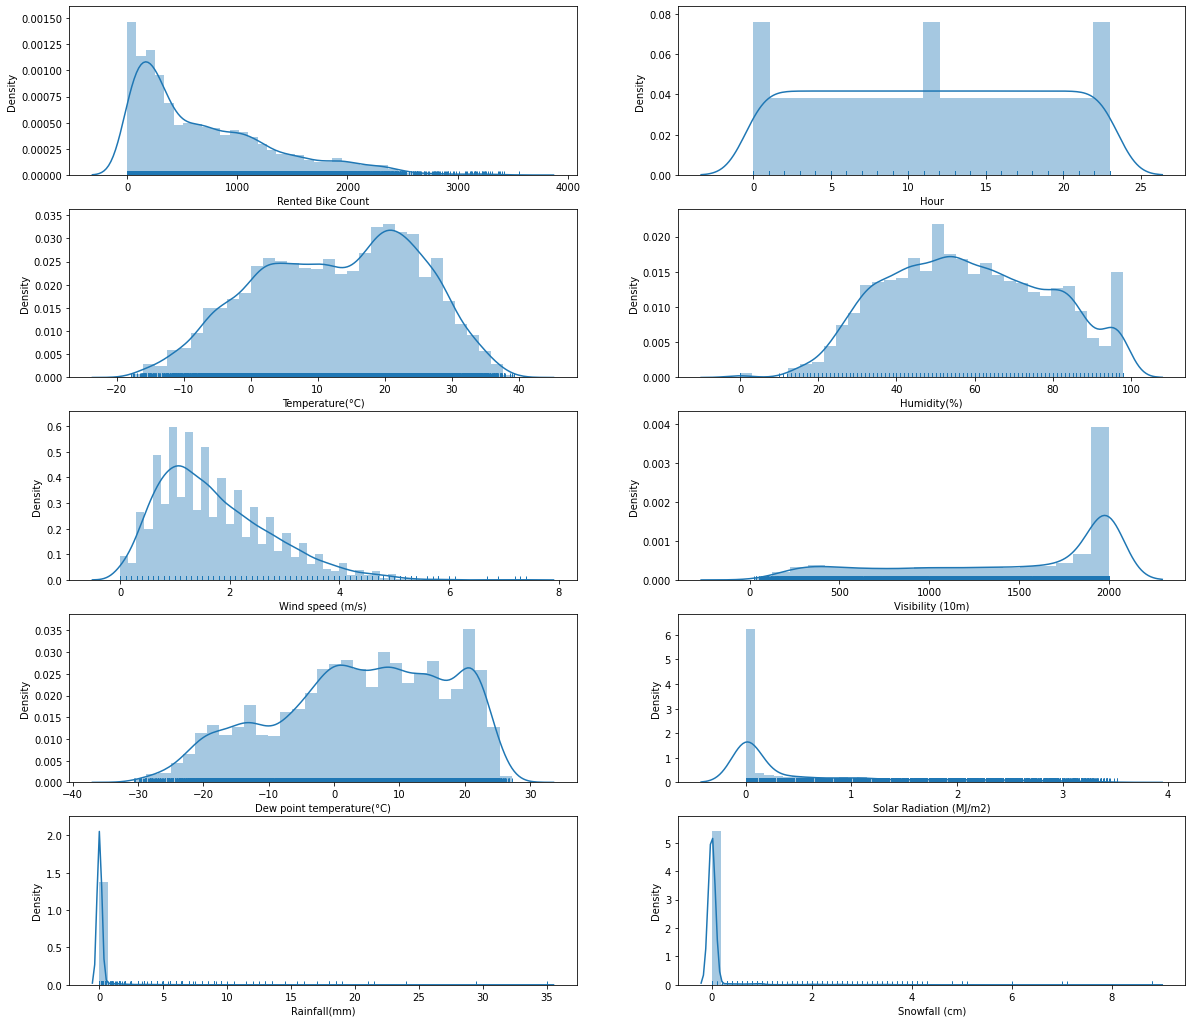 0.00150
0.00125
0.00100
0.00075
0.00050
0.00025
0.00000
Density
0 1000 2000 3000 4000
Rented Bike Count
0.08
0.06
0.04
0.02
0.00
Density
0 5 10 15 20 25
Hour
0.035
0.030
0.025
0.020
0.015
0.010
0.005
0.000
Density
−20 −10 0 10 20 30 40
Temperature(°C)
0.020
0.015
0.010
0.005
0.000
Density
0 20 40 60 80 100
Humidity(%)
0.6
0.5
0.4
0.3
0.2
0.1
0.0
Density
0 2 4 6 8
Wind speed (m/s)
0.004
0.003
0.002
0.001
0.000
Density
0 500 1000 1500 2000
Visibility (10m)
0.035
0.030
0.025
0.020
0.015
0.010
0.005
0.000
Density
−40 −30 −20 −10 0 10 20 30
Dew point temperature(°C)
6
5
4
3
2
1
0
Density
0 1 2 3 4
Solar Radiation (MJ/m2)
2.0
1.5
1.0
0.5
0.0
Density
0 5 10 15 20 25 30 35
Rainfall(mm)
5
4
3
2
1
0
Density
0 2 4 6 8
Snowfall (cm)